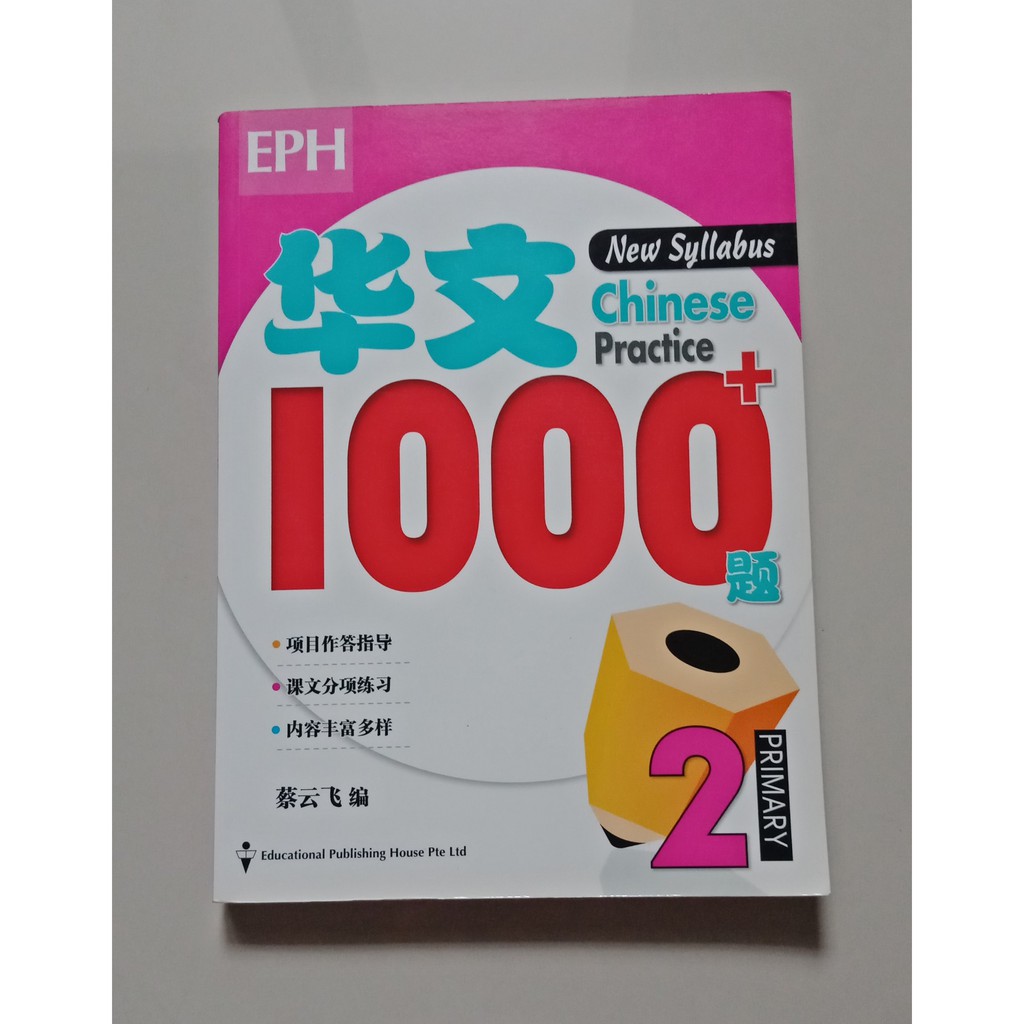 EPH
华文
New Syllabus
Chinese
Practice
1000+
题
• 项目作答指导
• 课文分项练习
• 内容丰富多样
蔡云飞 编
2
PRIMARY
Educational Publishing House Pte Ltd